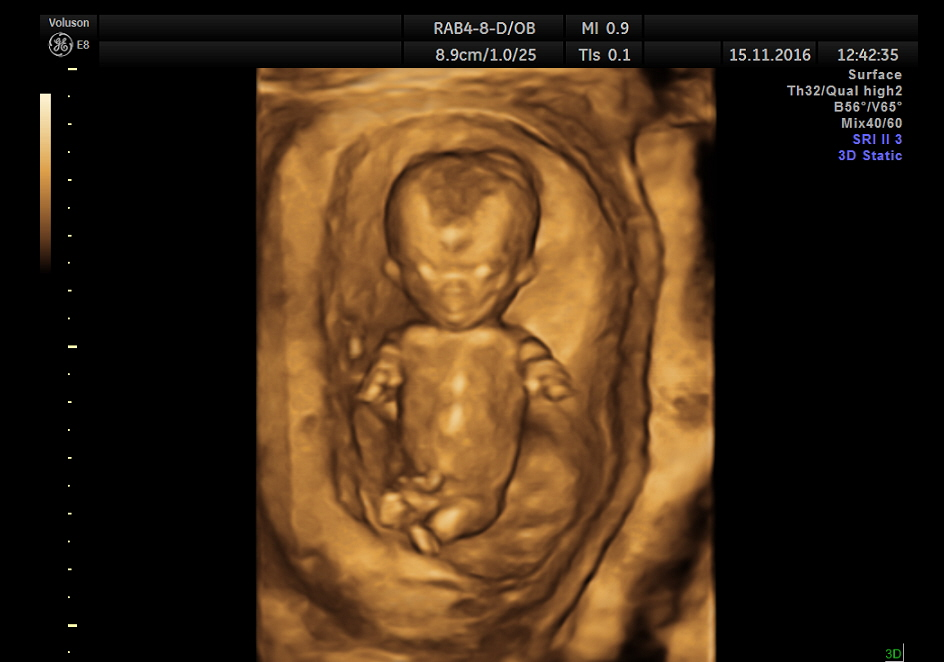 Voluson
E8
RAB4-8-D/OB MI 0.9
8.9cm/1.0/25 TIs 0.1 15.11.2016 12:42:35
Surface
Th32/Qual high2
B56°/V65°
Mix40/60
SRI II 3
3D Static
3D